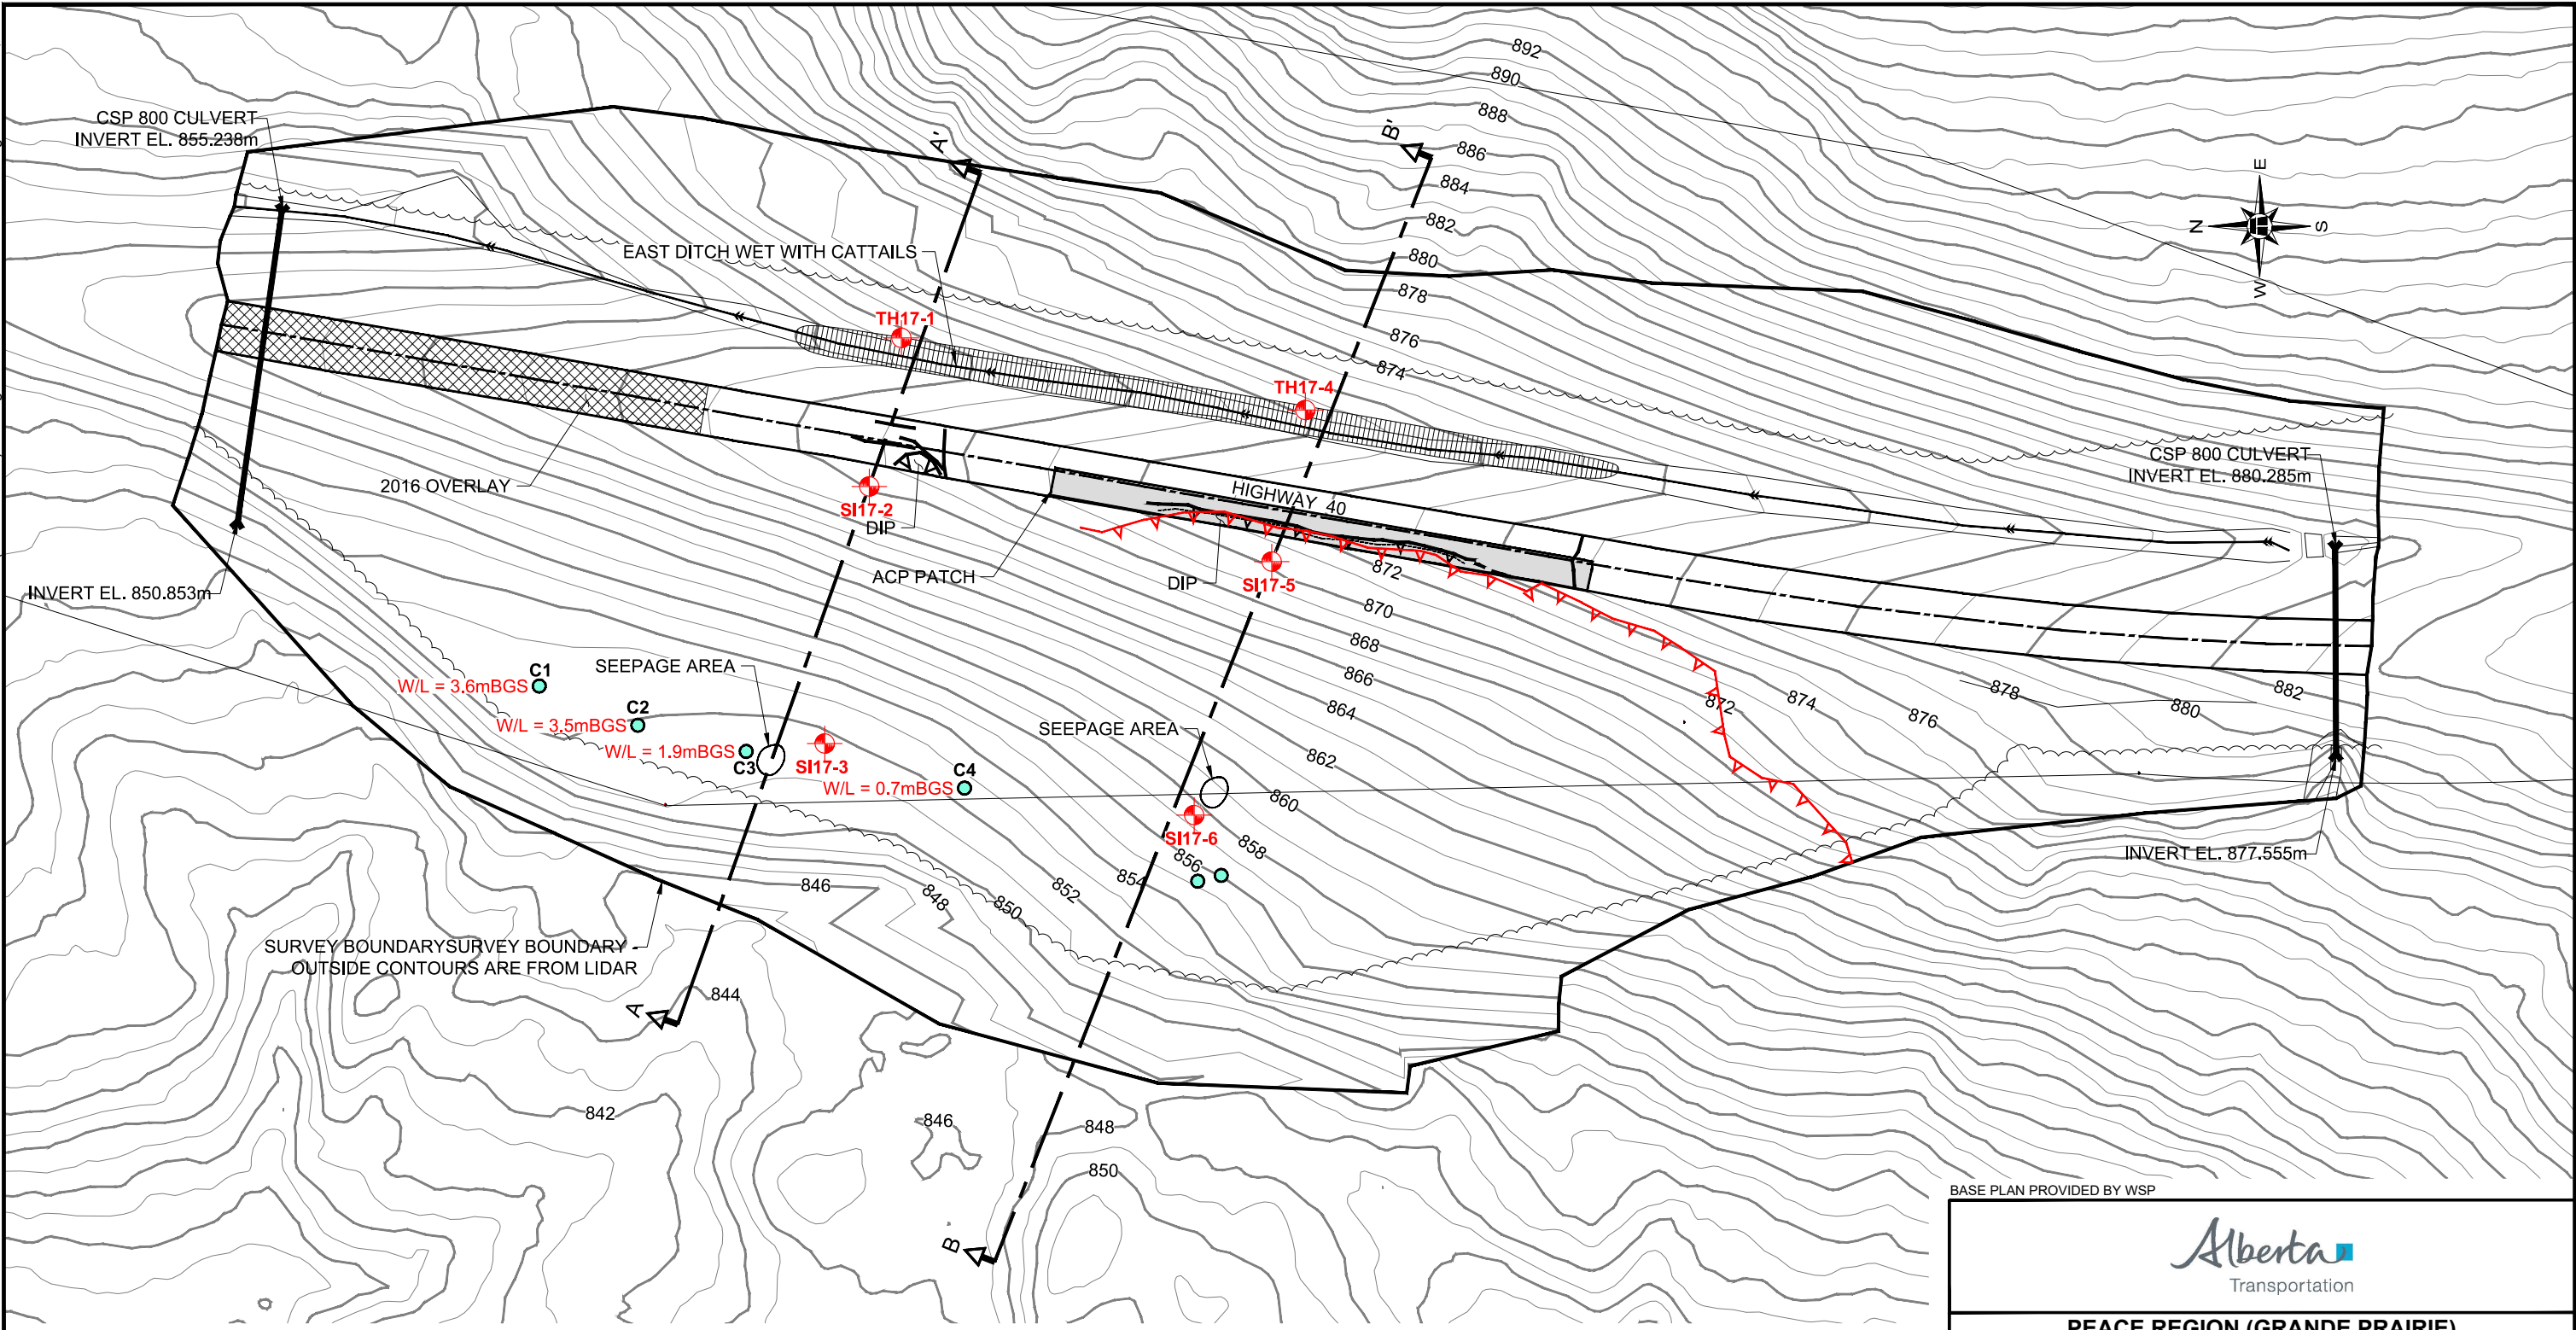 892
890
888
886
884
882
880
878
876
874
CSP 800 CULVERT
INVERT EL. 855.238m
A'
B'
E
N
S
W
EAST DITCH WET WITH CATTAILS
TH17-1
TH17-4
2016 OVERLAY
SI17-2
DIP
HIGHWAY 40
CSP 800 CULVERT
INVERT EL. 880.285m
ACP PATCH
DIP
SI17-5
INVERT EL. 850.853m
872
870
868
866
864
862
860
858
856
854
852
850
848
846
844
842
872
874
876
878
880
882
SEEPAGE AREA
C1
W/L = 3.6mBGS
C2
W/L = 3.5mBGS
W/L = 1.9mBGS
C3
SI17-3
C4
W/L = 0.7mBGS
SEEPAGE AREA
SI17-6
INVERT EL. 877.555m
SURVEY BOUNDARYSURVEY BOUNDARY -
OUTSIDE CONTOURS ARE FROM LIDAR
A
B
846
848
850
BASE PLAN PROVIDED BY WSP
Alberta
Transportation
PEACE REGION (GRANDE PRAIRIE)